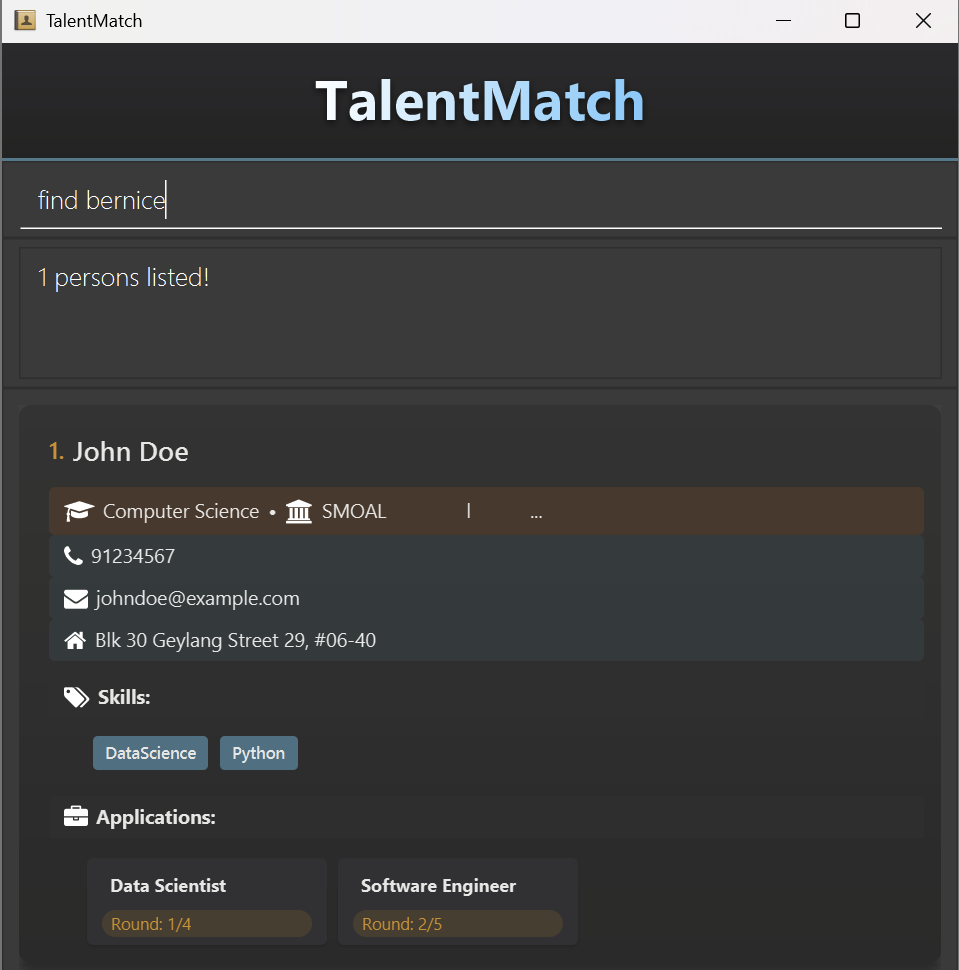 TalentMatch
TalentMatch
find bernice
1 persons listed!
1. John Doe
Computer Science • SMOAL l ...
91234567
johndoe@example.com
Blk 30 Geylang Street 29, #06-40
Skills:
DataScience Python
Applications:
Data Scientist Software Engineer
Round: 1/4 Round: 2/5